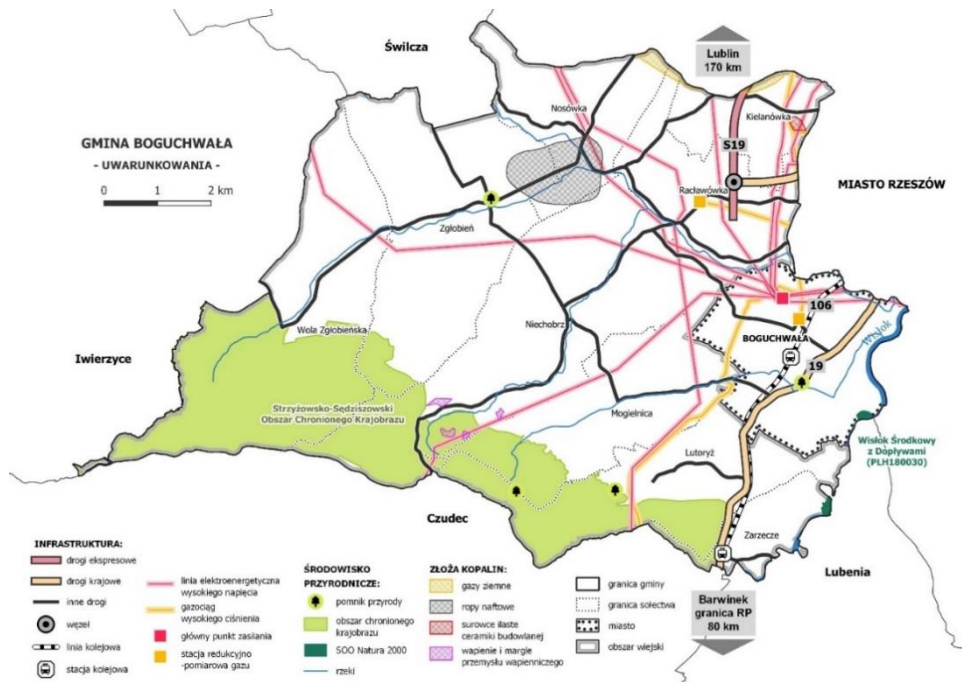 Świlcza
Lublin
170 km
Nosówka
Kielanówka
GMINA BOGUCHWAŁA
- UWARUNKOWANIA -
S19
0 1 2 km
MIASTO RZESZÓW
Racławówka
Zgłobień
106
Wola Zgłobieńska
Niechobrz
BOGUCHWAŁA
Wisłok
Iwierzyce
19
Strzyżowsko-Sędziszowski
Obszar Chronionego Krajobrazu
Mogielnica
Wisłok Środkowy
z Dopływami
(PLH180030)
Lutoryż
Czudec
Zarzecze
Lubenia
Barwinek
granica RP
80 km
INFRASTRUKTURA:
drogi ekspresowe
drogi krajowe
inne drogi
węzeł
linia kolejowa
stacja kolejowa
linia elektroenergetyczna
wysokiego napięcia
gazociąg
wysokiego ciśnienia
główny punkt zasilania
stacja redukcyjno
-pomiarowa gazu
ŚRODOWISKO
PRZYRODNICZE:
pomnik przyrody
obszar chronionego
krajobrazu
SOO Natura 2000
rzeki
ZŁOŻA KOPALIN:
gazy ziemne
ropy naftowe
surowce ilaste
ceramiki budowlanej
wapienie i margle
przemysłu wapienniczego
granica gminy
granica sołectwa
miasto
obszar wiejski